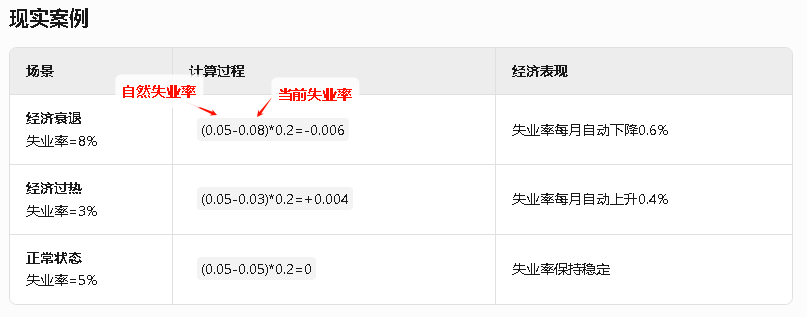 现实案例
场景
计算过程
经济表现
自然失业率
当前失业率
经济衰退
失业率=8%
(0.05-0.08)*0.2=-0.006
失业率每月自动下降0.6%
经济过热
失业率=3%
(0.05-0.03)*0.2=+0.004
失业率每月自动上升0.4%
正常状态
失业率=5%
(0.05-0.05)*0.2=0
失业率保持稳定